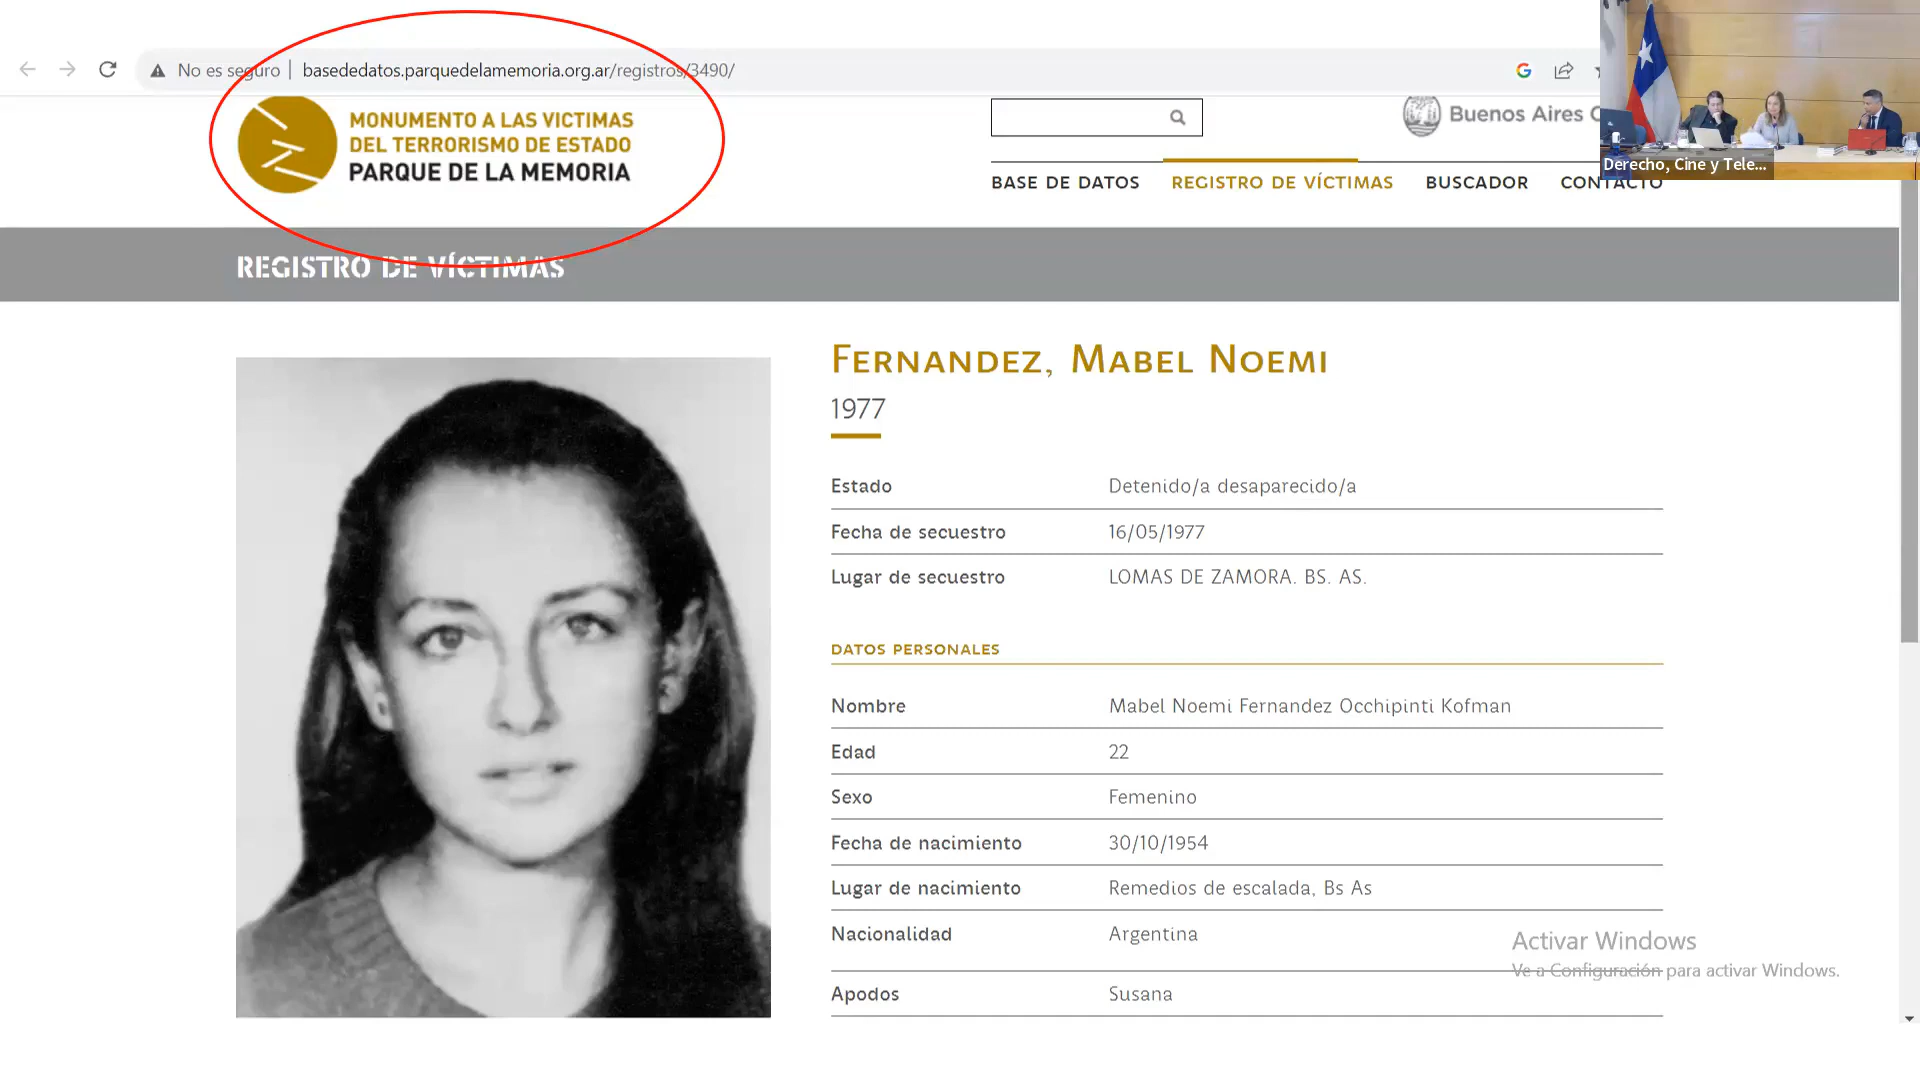 No es seguro | basededatos.parquedelamemoria.org.ar/registros/3490/
MONUMENTO A LAS VICTIMAS
DEL TERRORISMO DE ESTADO
PARQUE DE LA MEMORIA
Buenos Aires
Derecho, Cine y Tele...
BASE DE DATOS
REGISTRO DE VÍCTIMAS
BUSCADOR
CONTACTO
REGISTRO DE VÍCTIMAS
FERNANDEZ, MABEL NOEMI
1977
Estado Detenido/a desaparecido/a
Fecha de secuestro 16/05/1977
Lugar de secuestro LOMAS DE ZAMORA. BS. AS.
DATOS PERSONALES
Nombre Mabel Noemi Fernandez Occhipinti Kofman
Edad 22
Sexo Femenino
Fecha de nacimiento 30/10/1954
Lugar de nacimiento Remedios de escalada, Bs As
Nacionalidad Argentina
Apodos Susana
Activar Windows
Ve a Configuración para activar Windows.